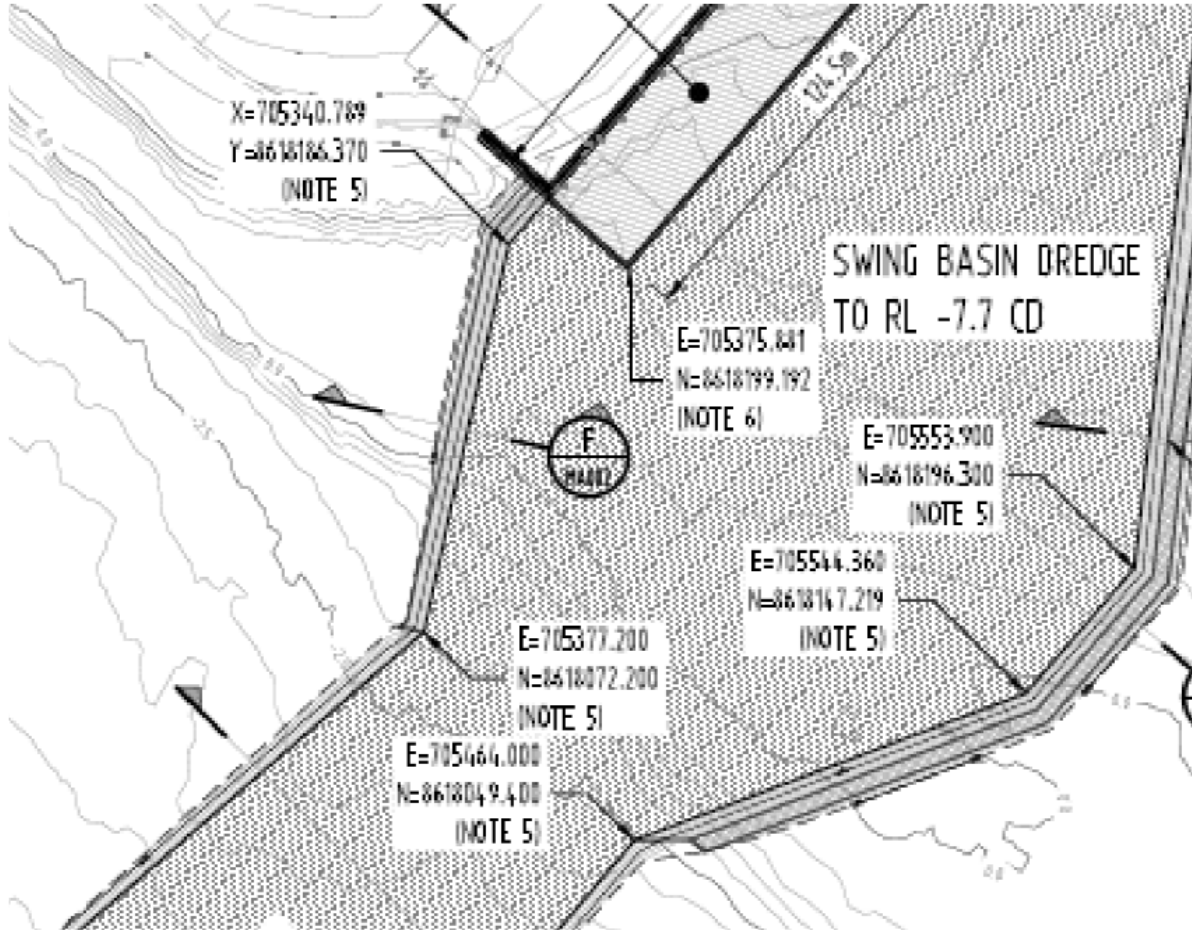 124.5m
X=705340.789
Y=8618186.370
(NOTE 5)
SWING BASIN DREDGE
TO RL -7.7 CD
E=705375.881
N=8618199.192
(NOTE 6)
F
MA002
E=705553.900
N=8618196.300
(NOTE 5)
E=705544.360
N=8618147.219
(NOTE 5)
E=705377.200
N=8618072.200
(NOTE 5)
E=705464.000
N=8618049.400
(NOTE 5)